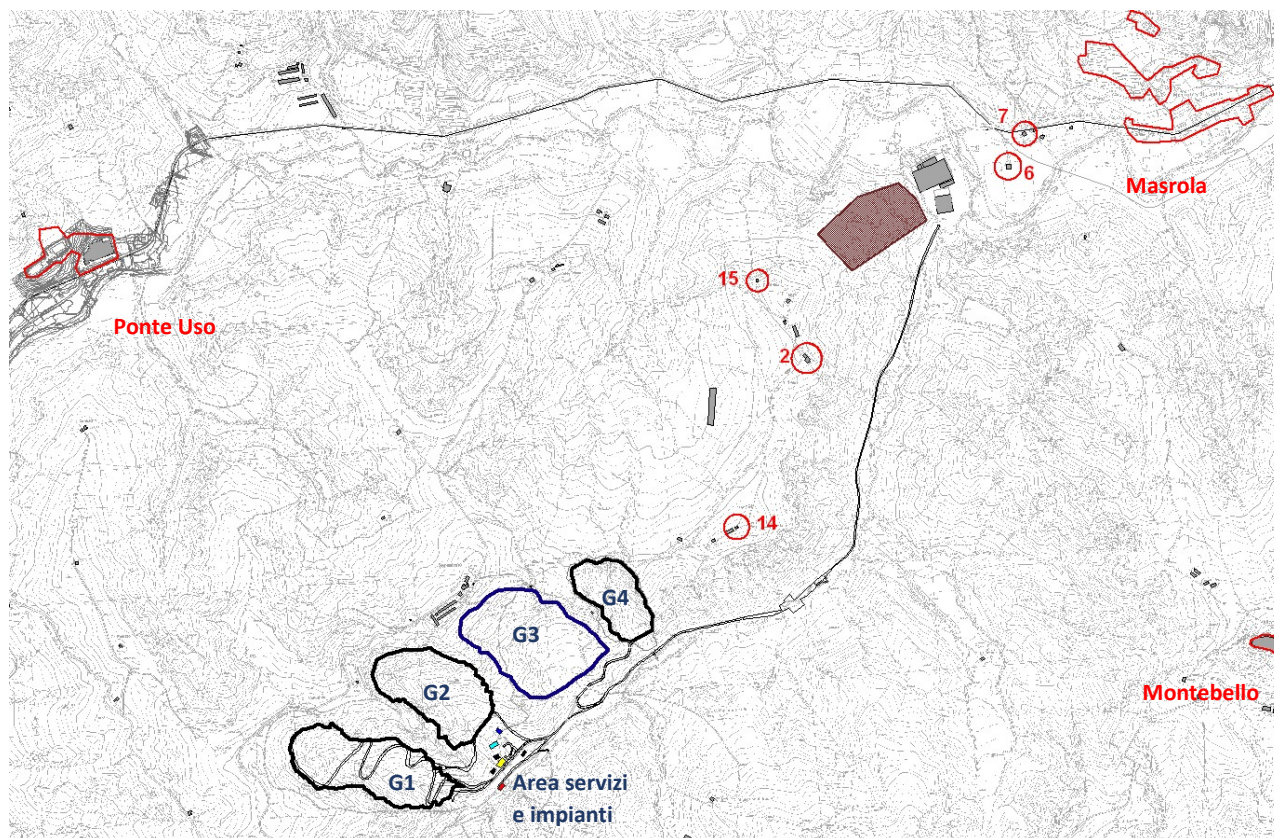 7
6
Masrola
15
Ponte Uso
2
14
G4
G3
G2
Montebello
G1
Area servizi
e impianti